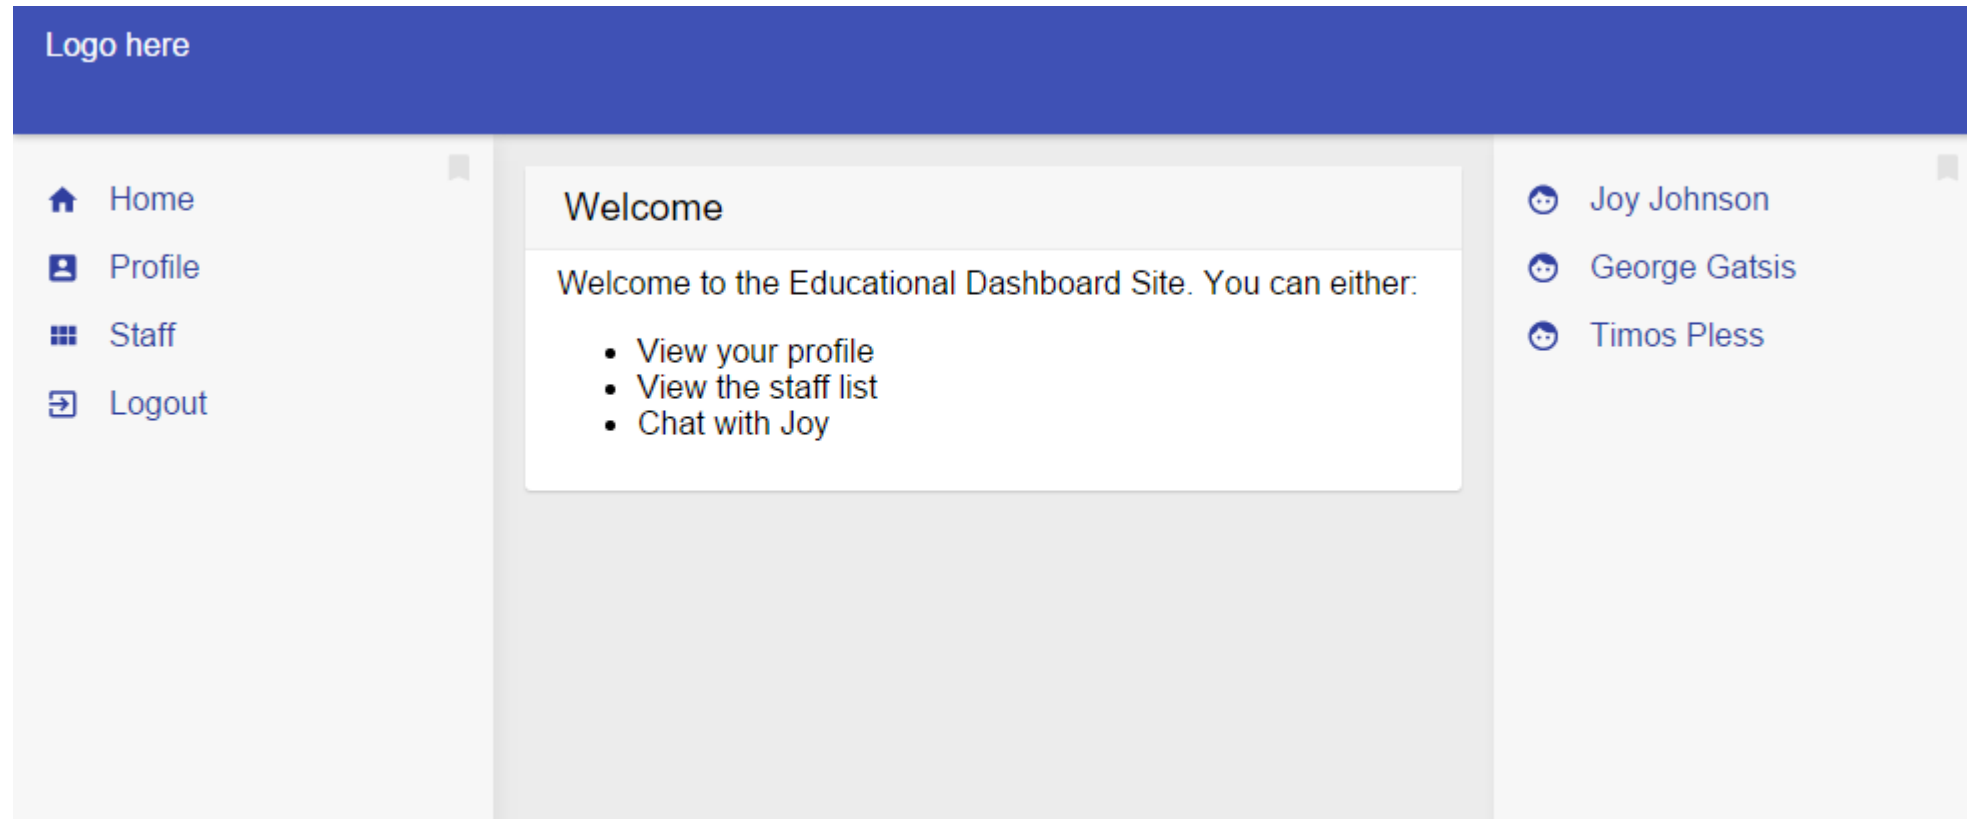 Logo here
Home
Profile
Staff
Logout
Welcome
Welcome to the Educational Dashboard Site. You can either:
• View your profile
• View the staff list
• Chat with Joy
Joy Johnson
George Gatsis
Timos Pless